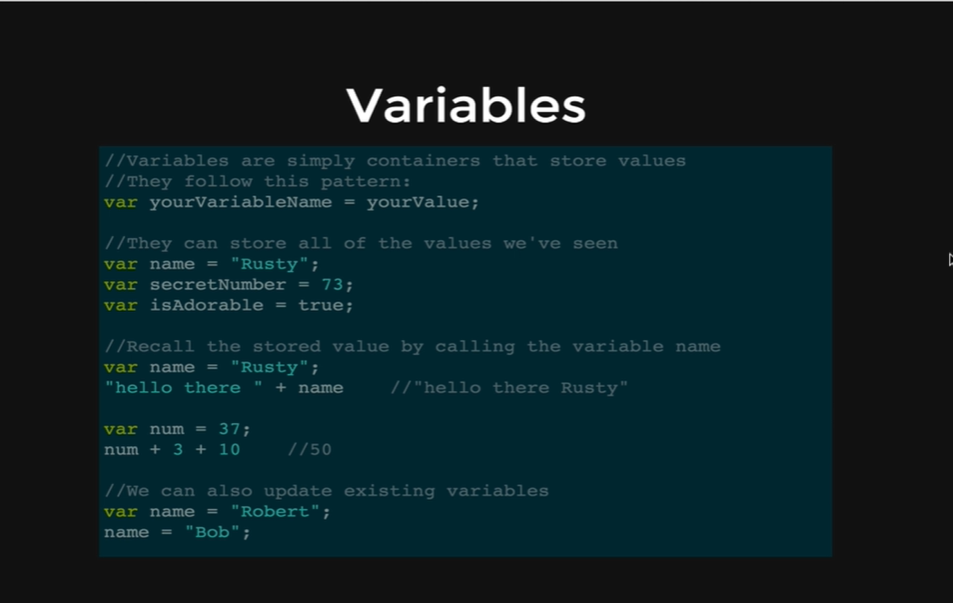 Variables
//Variables are simply containers that store values
//They follow this pattern:
var yourVariableName = yourValue;
//They can store all of the values we've seen
var name = "Rusty";
var secretNumber = 73;
var isAdorable = true;
//Recall the stored value by calling the variable name
var name = "Rusty";
"hello there " + name    //"hello there Rusty"
var num = 37;
num + 3 + 10    //50
//We can also update existing variables
var name = "Robert";
name = "Bob";